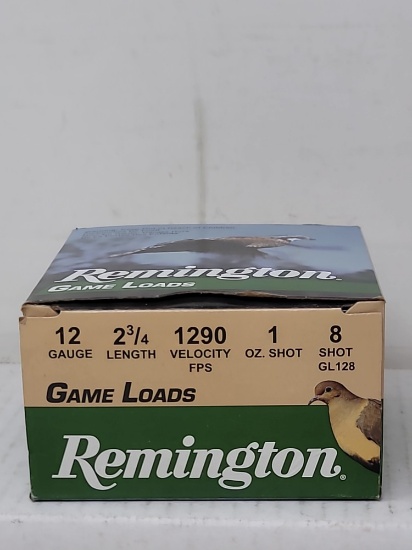 Remington.
GAME LOADS
12 2 3/4 1290 1 8
GAUGE LENGTH VELOCITY OZ. SHOT SHOT
FPS GL128
GAME LOADS
Remington.